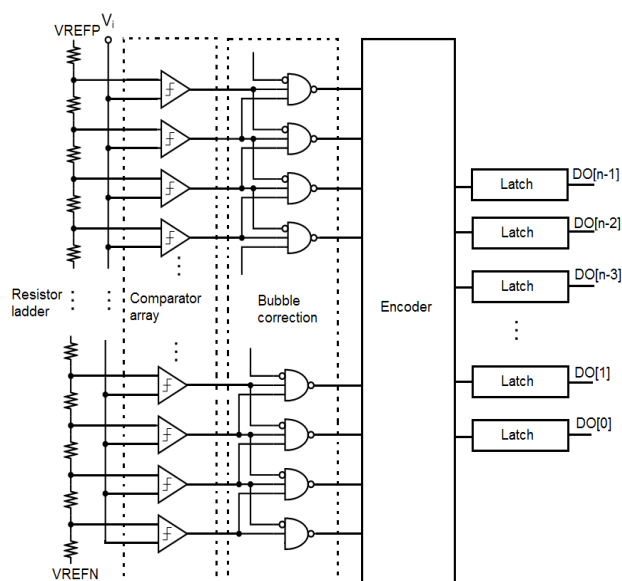 VREFP
Vi
DO[n-1]
Latch
DO[n-2]
Latch
DO[n-3]
Latch
Resistor
ladder
Comparator
array
Bubble
correction
Encoder
DO[1]
Latch
DO[0]
Latch
VREFN